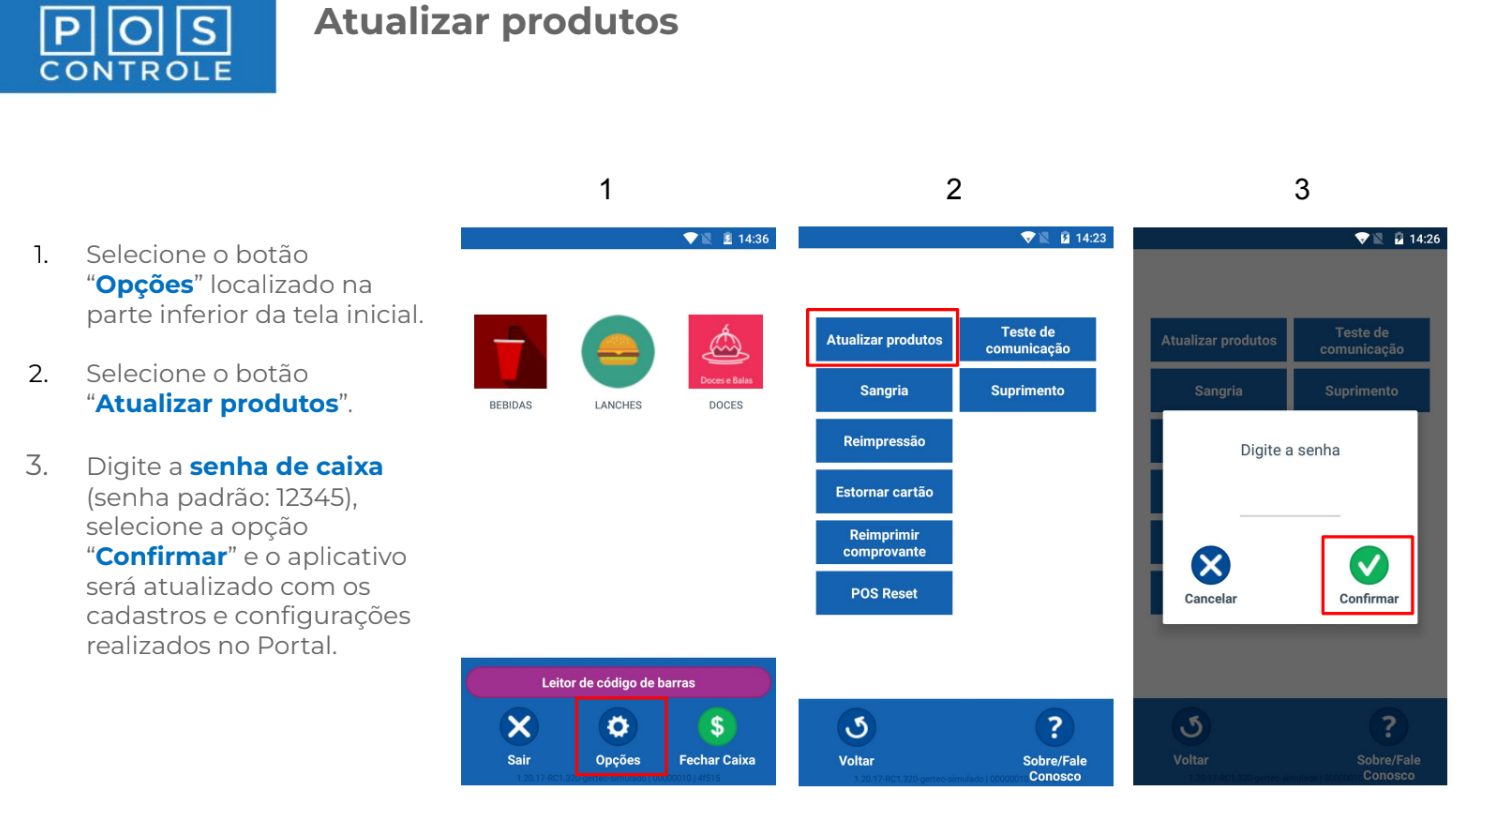 POS
CONTROLE
Atualizar produtos
1. Selecione o botão
“Opções” localizado na
parte inferior da tela inicial.
2. Selecione o botão
“Atualizar produtos”.
3. Digite a senha de caixa
(senha padrão: 12345),
selecione a opção
“Confirmar” e o aplicativo
será atualizado com os
cadastros e configurações
realizados no Portal.
1
14:36
Doces e Balas
BEBIDAS LANCHES DOCES
Leitor de código de barras
Sair Opções Fechar Caixa
2
14:23
Atualizar produtos
Teste de
comunicação
Sangria Suprimento
Reimpressão
Estornar cartão
Reimprimir
comprovante
POS Reset
Voltar
Sobre/Fale
Conosco
3
14:26
Atualizar produtos
Teste de
comunicação
Sangria Suprimento
Digite a senha
Cancelar Confirmar
Voltar
Sobre/Fale
Conosco